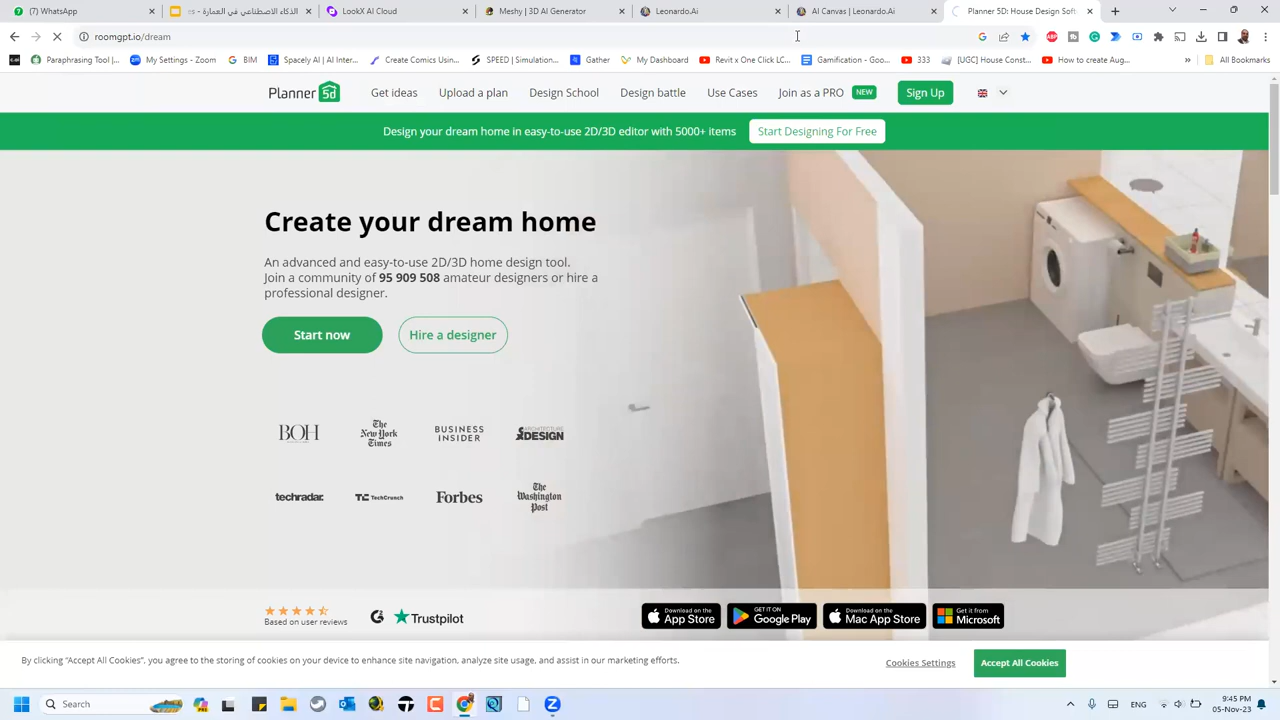 (7) WhatsApp
الذكاء الاصطناعي في العمارة - es
LookX AI Cloud
Meshy | 3D AI Generator
Leonardo.Ai
AI Canvas | Leonardo.Ai
Planner 5D: House Design Soft
roomgpt.io/dream
Paraphrasing Tool |...
My Settings - Zoom
BIM
Spacely AI | AI Inter...
Create Comics Usin...
SPEED | Simulation...
Gather
My Dashboard
Revit x One Click LC...
Gamification - Goo...
333
[UGC] House Const...
How to create Aug...
»
All Bookmarks
Planner 5d
Get ideas
Upload a plan
Design School
Design battle
Use Cases
Join as a PRO NEW
Sign Up
Design your dream home in easy-to-use 2D/3D editor with 5000+ items
Start Designing For Free
Create your dream home
An advanced and easy-to-use 2D/3D home design tool.
Join a community of 95 909 508 amateur designers or hire a
professional designer.
Start now
Hire a designer
BOH
The New York Times
BUSINESS INSIDER
DESIGN
techradar.
TechCrunch
Forbes
The Washington Post
Based on user reviews
Trustpilot
Download on the App Store
GET IT ON Google Play
Download on the Mac App Store
Get it from Microsoft
By clicking “Accept All Cookies”, you agree to the storing of cookies on your device to enhance site navigation, analyze site usage, and assist in our marketing efforts.
Cookies Settings
Accept All Cookies
Search
ENG
9:45 PM
05-Nov-23